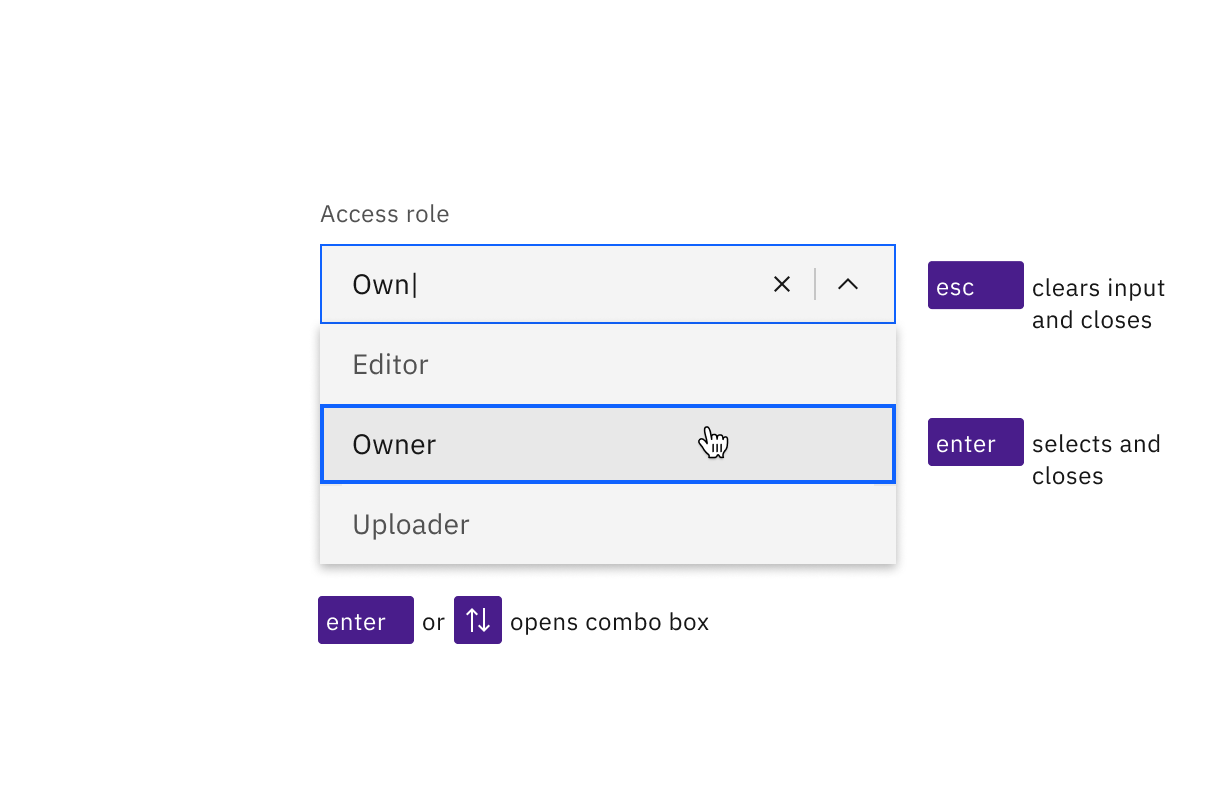 Access role
Own
esc clears input
and closes
Editor
Owner
enter selects and
closes
Uploader
enter or ↑↓ opens combo box